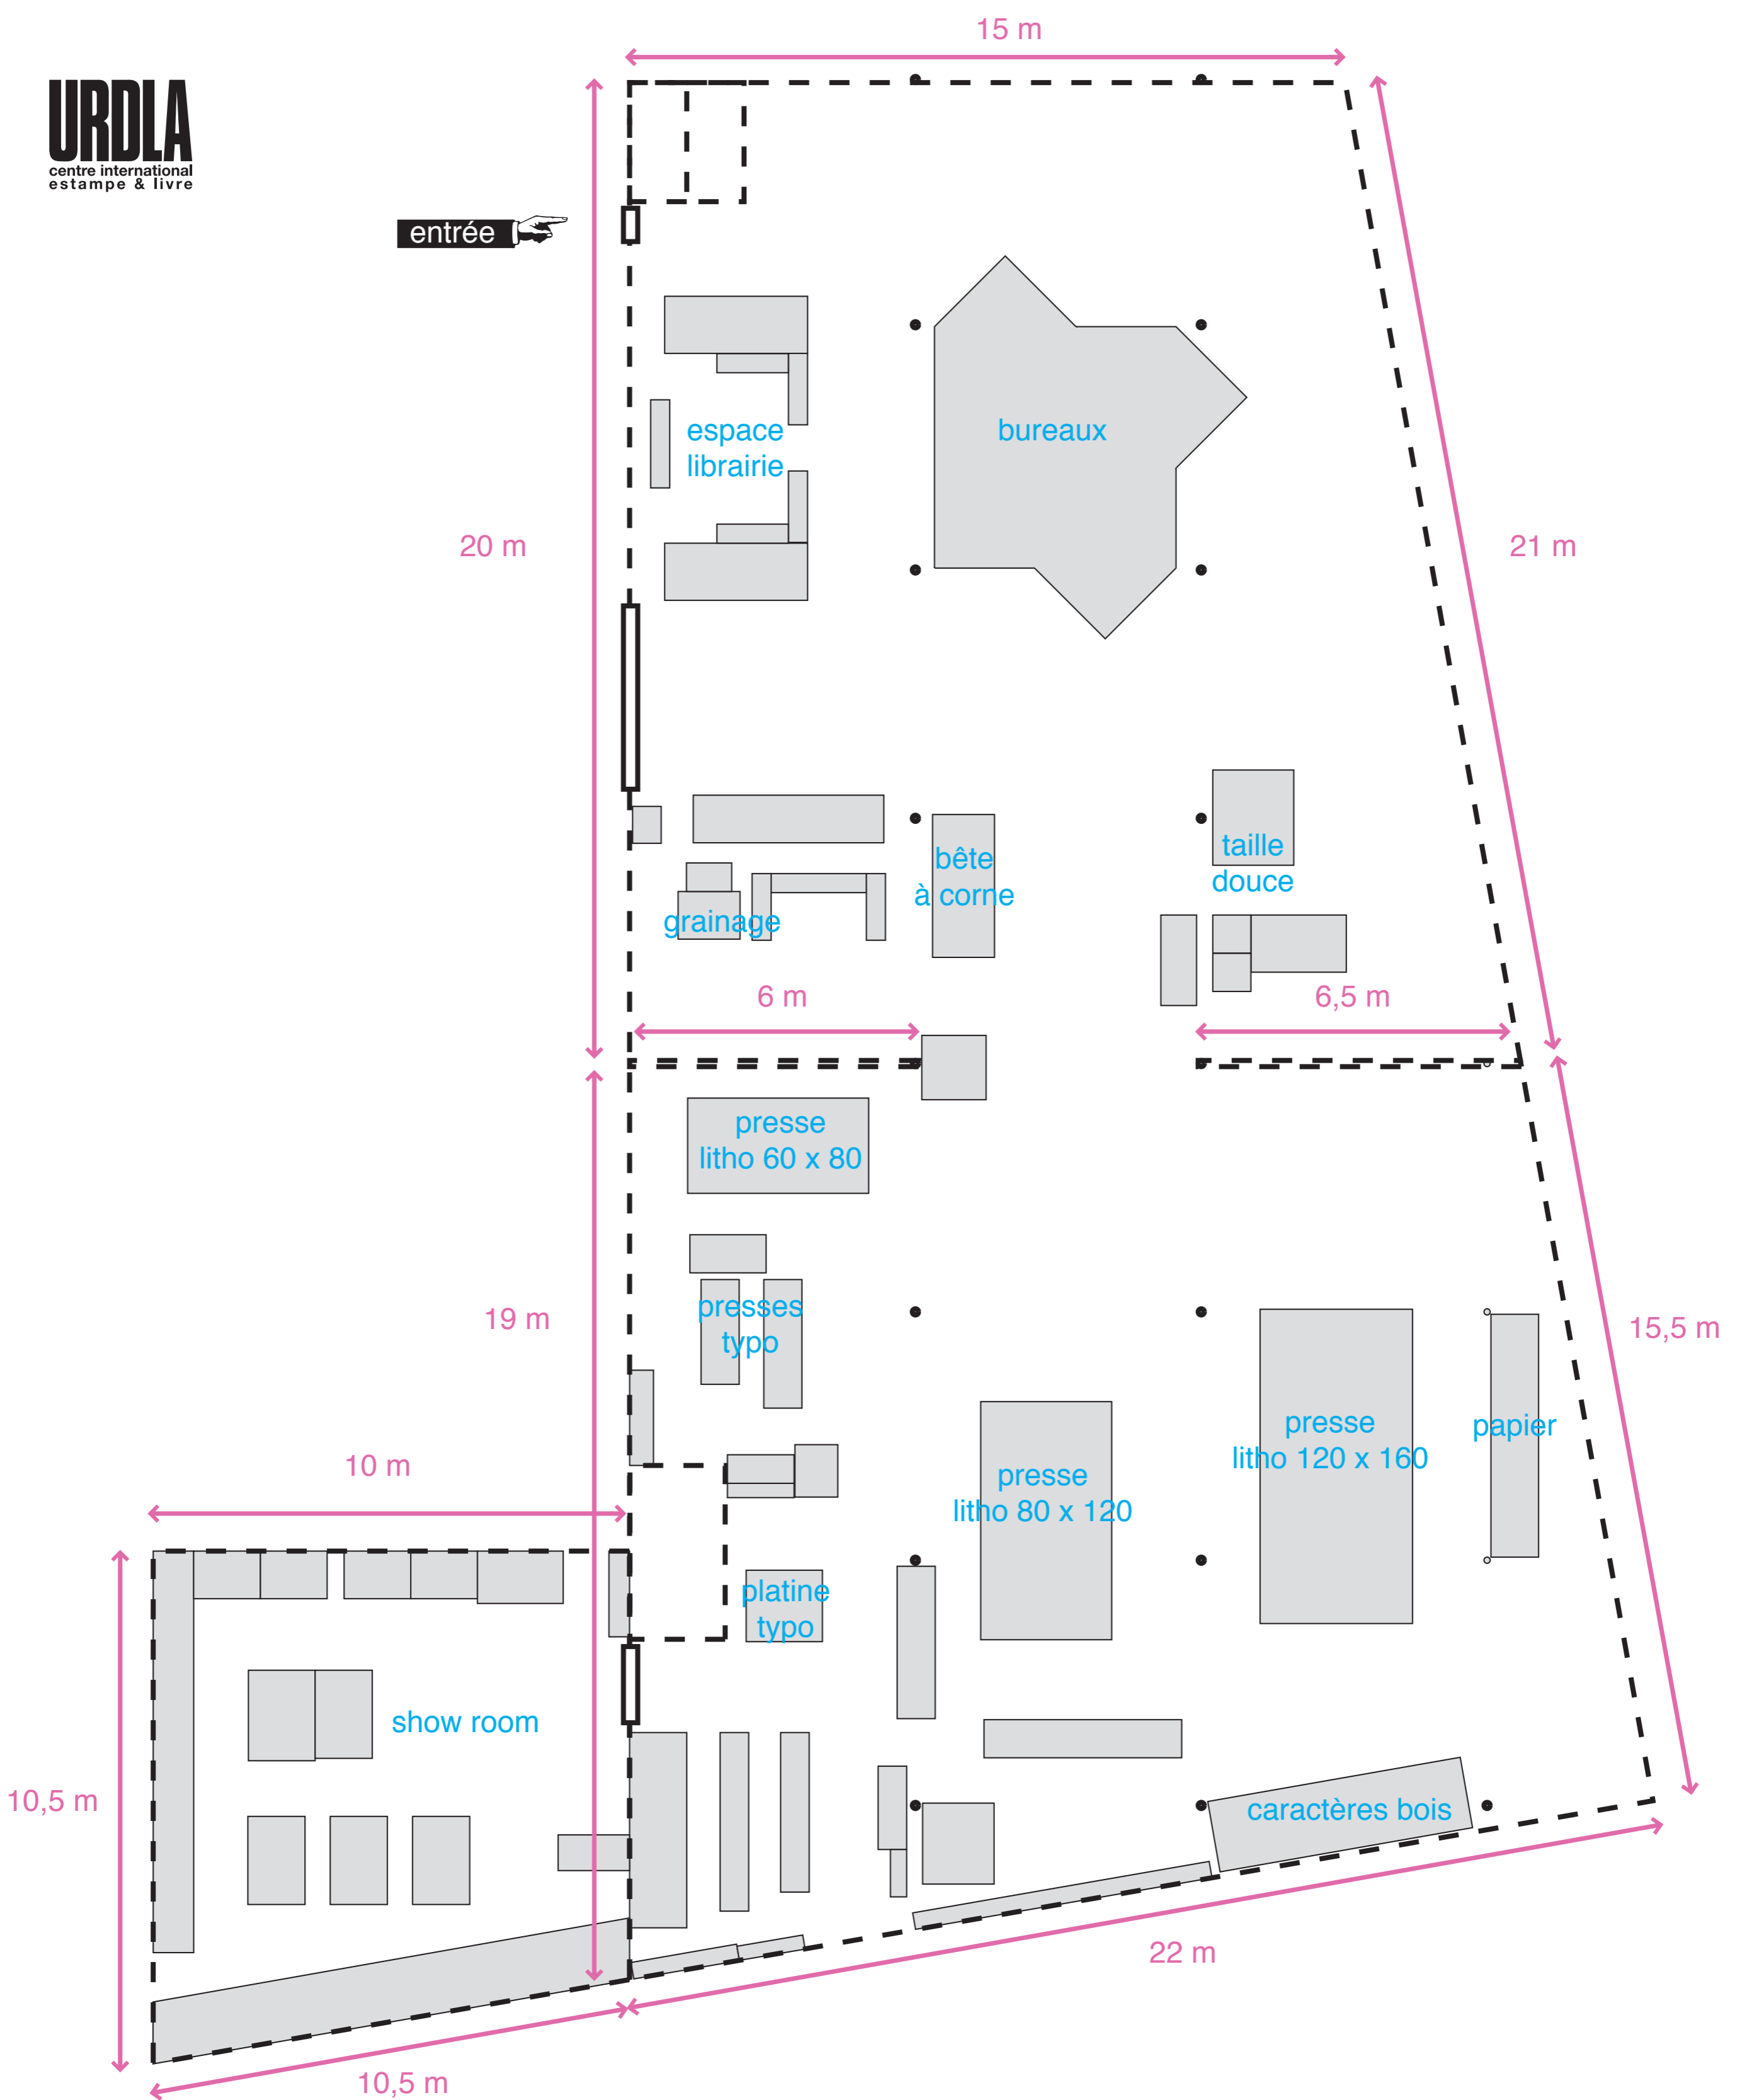 15 m
URDLA
centre international
estampe & livre
entrée
espace
librairie
bureaux
20 m
21 m
taille
douce
bête
à corne
grainage
6 m
6,5 m
presse
litho 60 x 80
presses
typo
19 m
15,5 m
presse
litho 120 x 160
papier
10 m
presse
litho 80 x 120
platine
typo
show room
10,5 m
caractères bois
22 m
10,5 m